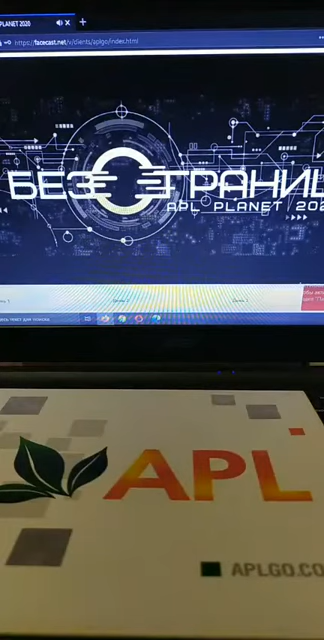 PLANET 2020
https://facecast.net/v/clients/aplgo/index.html
БЕЗ ГРАНИЦ
APL PLANET 202
APL
APLGO.CO